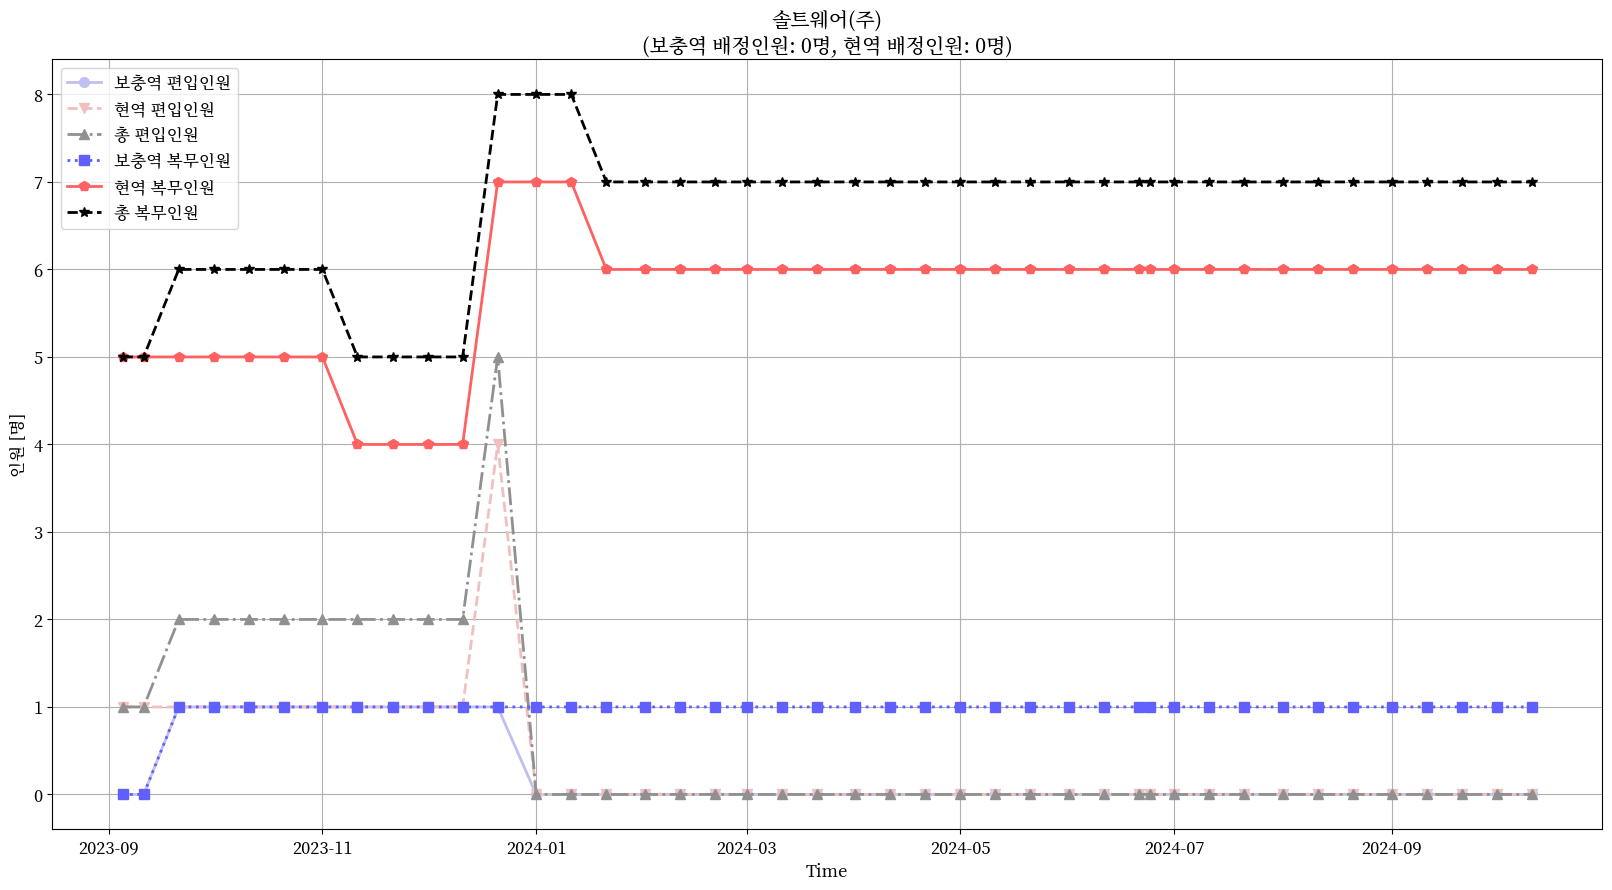 솔트웨어(주)
(보충역 배정인원: 0명, 현역 배정인원: 0명)
보충역 편입인원
현역 편입인원
총 편입인원
보충역 복무인원
현역 복무인원
총 복무인원
8
7
6
5
4
3
2
1
0
인원 [명]
2023-09
2023-11
2024-01
2024-03
2024-05
2024-07
2024-09
Time